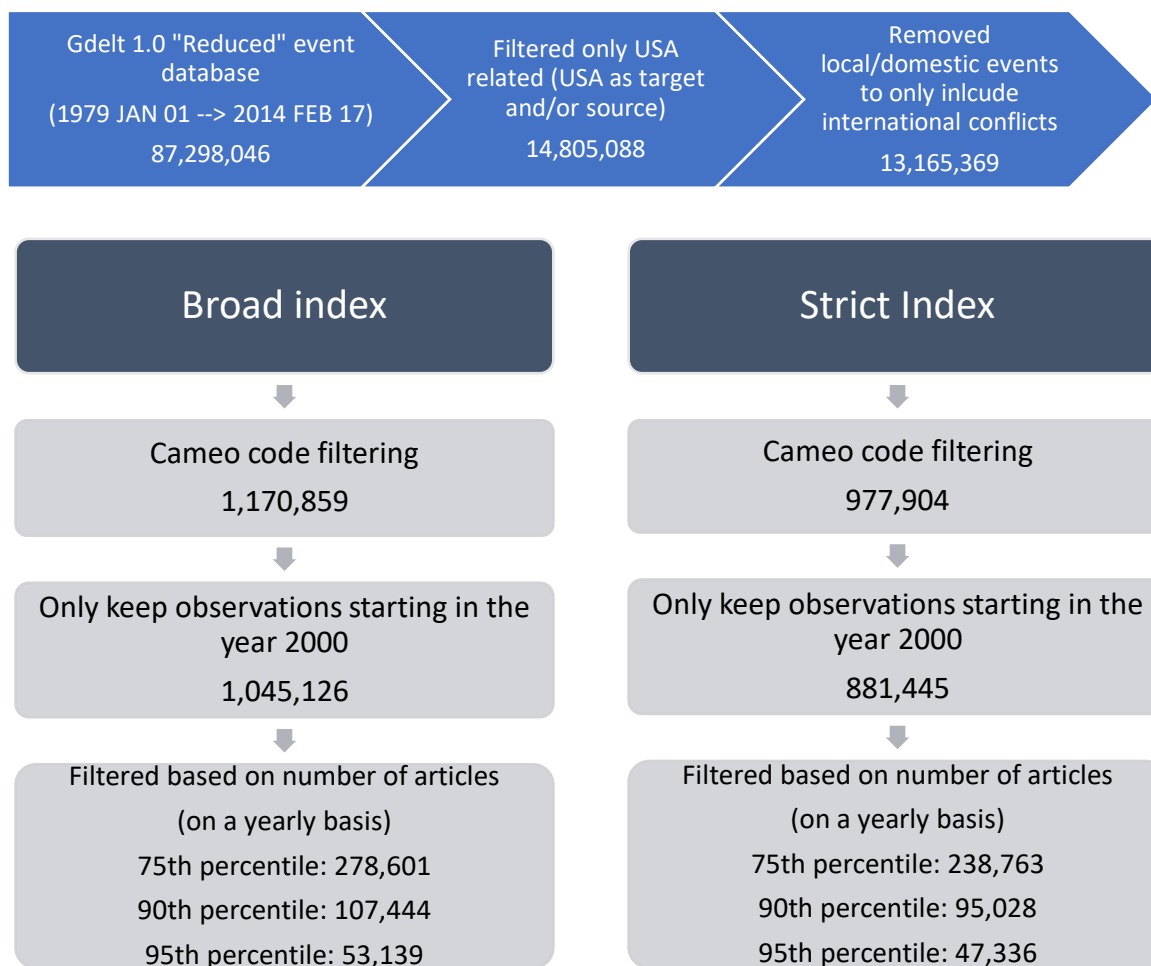 Gdelt 1.0 "Reduced" event
database
(1979 JAN 01 --> 2014 FEB 17)
87,298,046
Filtered only USA
related (USA as target
and/or source)
14,805,088
Removed
local/domestic events
to only inlcude
international conflicts
13,165,369
Broad index
Cameo code filtering
1,170,859
Only keep observations starting in the
year 2000
1,045,126
Filtered based on number of articles
(on a yearly basis)
75th percentile: 278,601
90th percentile: 107,444
95th percentile: 53,139
Strict Index
Cameo code filtering
977,904
Only keep observations starting in the
year 2000
881,445
Filtered based on number of articles
(on a yearly basis)
75th percentile: 238,763
90th percentile: 95,028
95th percentile: 47,336